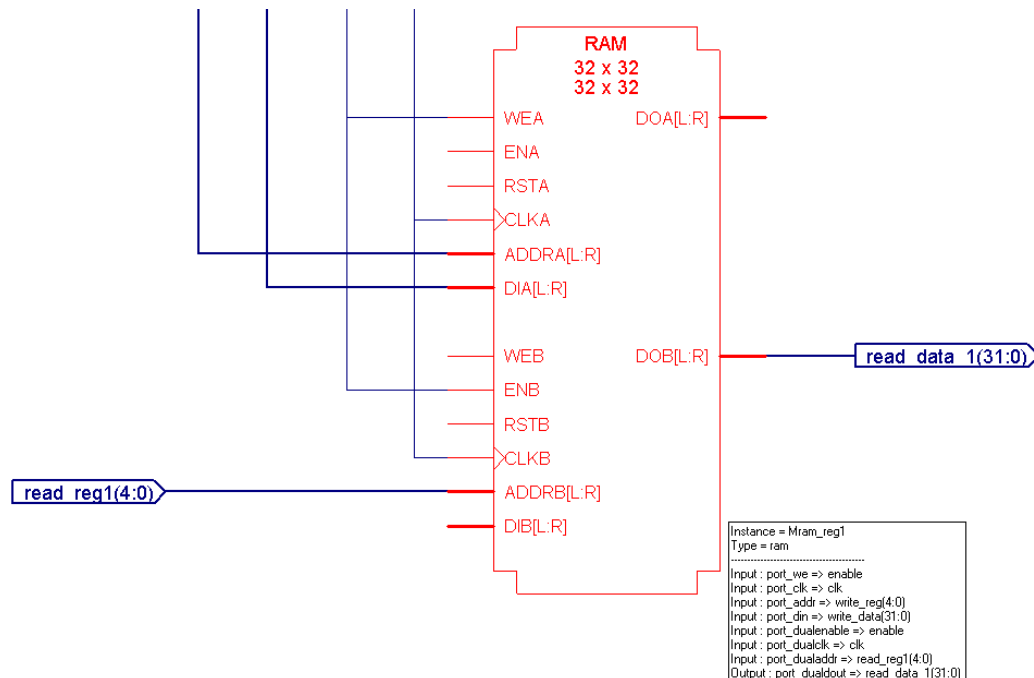 RAM
32 x 32
32 x 32
WEA DOA[L:R]
ENA
RSTA
CLKA
ADDRA[L:R]
DIA[L:R]
WEB DOB[L:R] read_data_1(31:0)
ENB
RSTB
CLKB
read_reg1(4:0) ADDRB[L:R]
DIB[L:R]
Instance = Mram_reg1
Type = ram
----------------------------------------
Input : port_we => enable
Input : port_clk => clk
Input : port_addr => write_reg(4:0)
Input : port_din => write_data(31:0)
Input : port_dualenable => enable
Input : port_dualclk => clk
Input : port_dualaddr => read_reg1(4:0)
Output : port_dualdout => read_data_1(31:0)